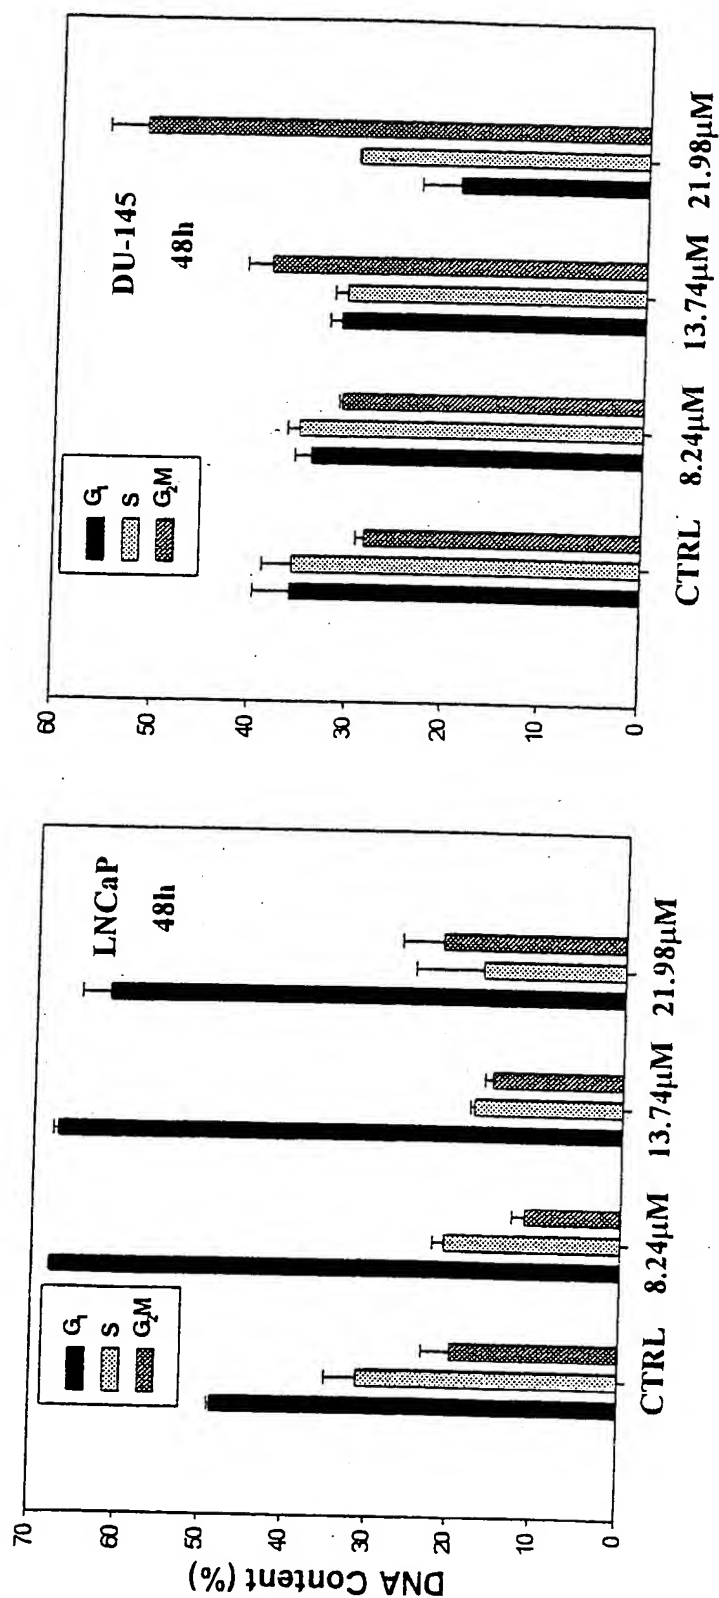 DNA Content (%)
70
60
50
40
30
20
10
0
G₁
S
G₂M
LNCaP
48h
CTRL 8.24µM 13.74µM 21.98µM
60
50
40
30
20
10
0
G₁
S
G₂M
DU-145
48h
CTRL 8.24µM 13.74µM 21.98µM